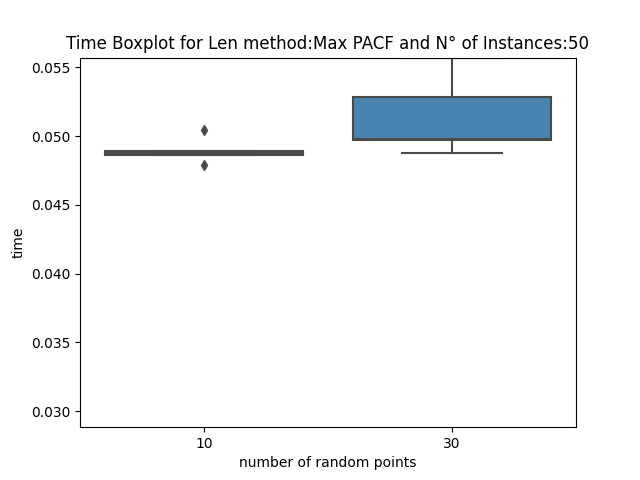 Time Boxplot for Len method:Max PACF and N° of Instances:50
0.055
0.050
0.045
0.040
0.035
0.030
time
10
30
number of random points